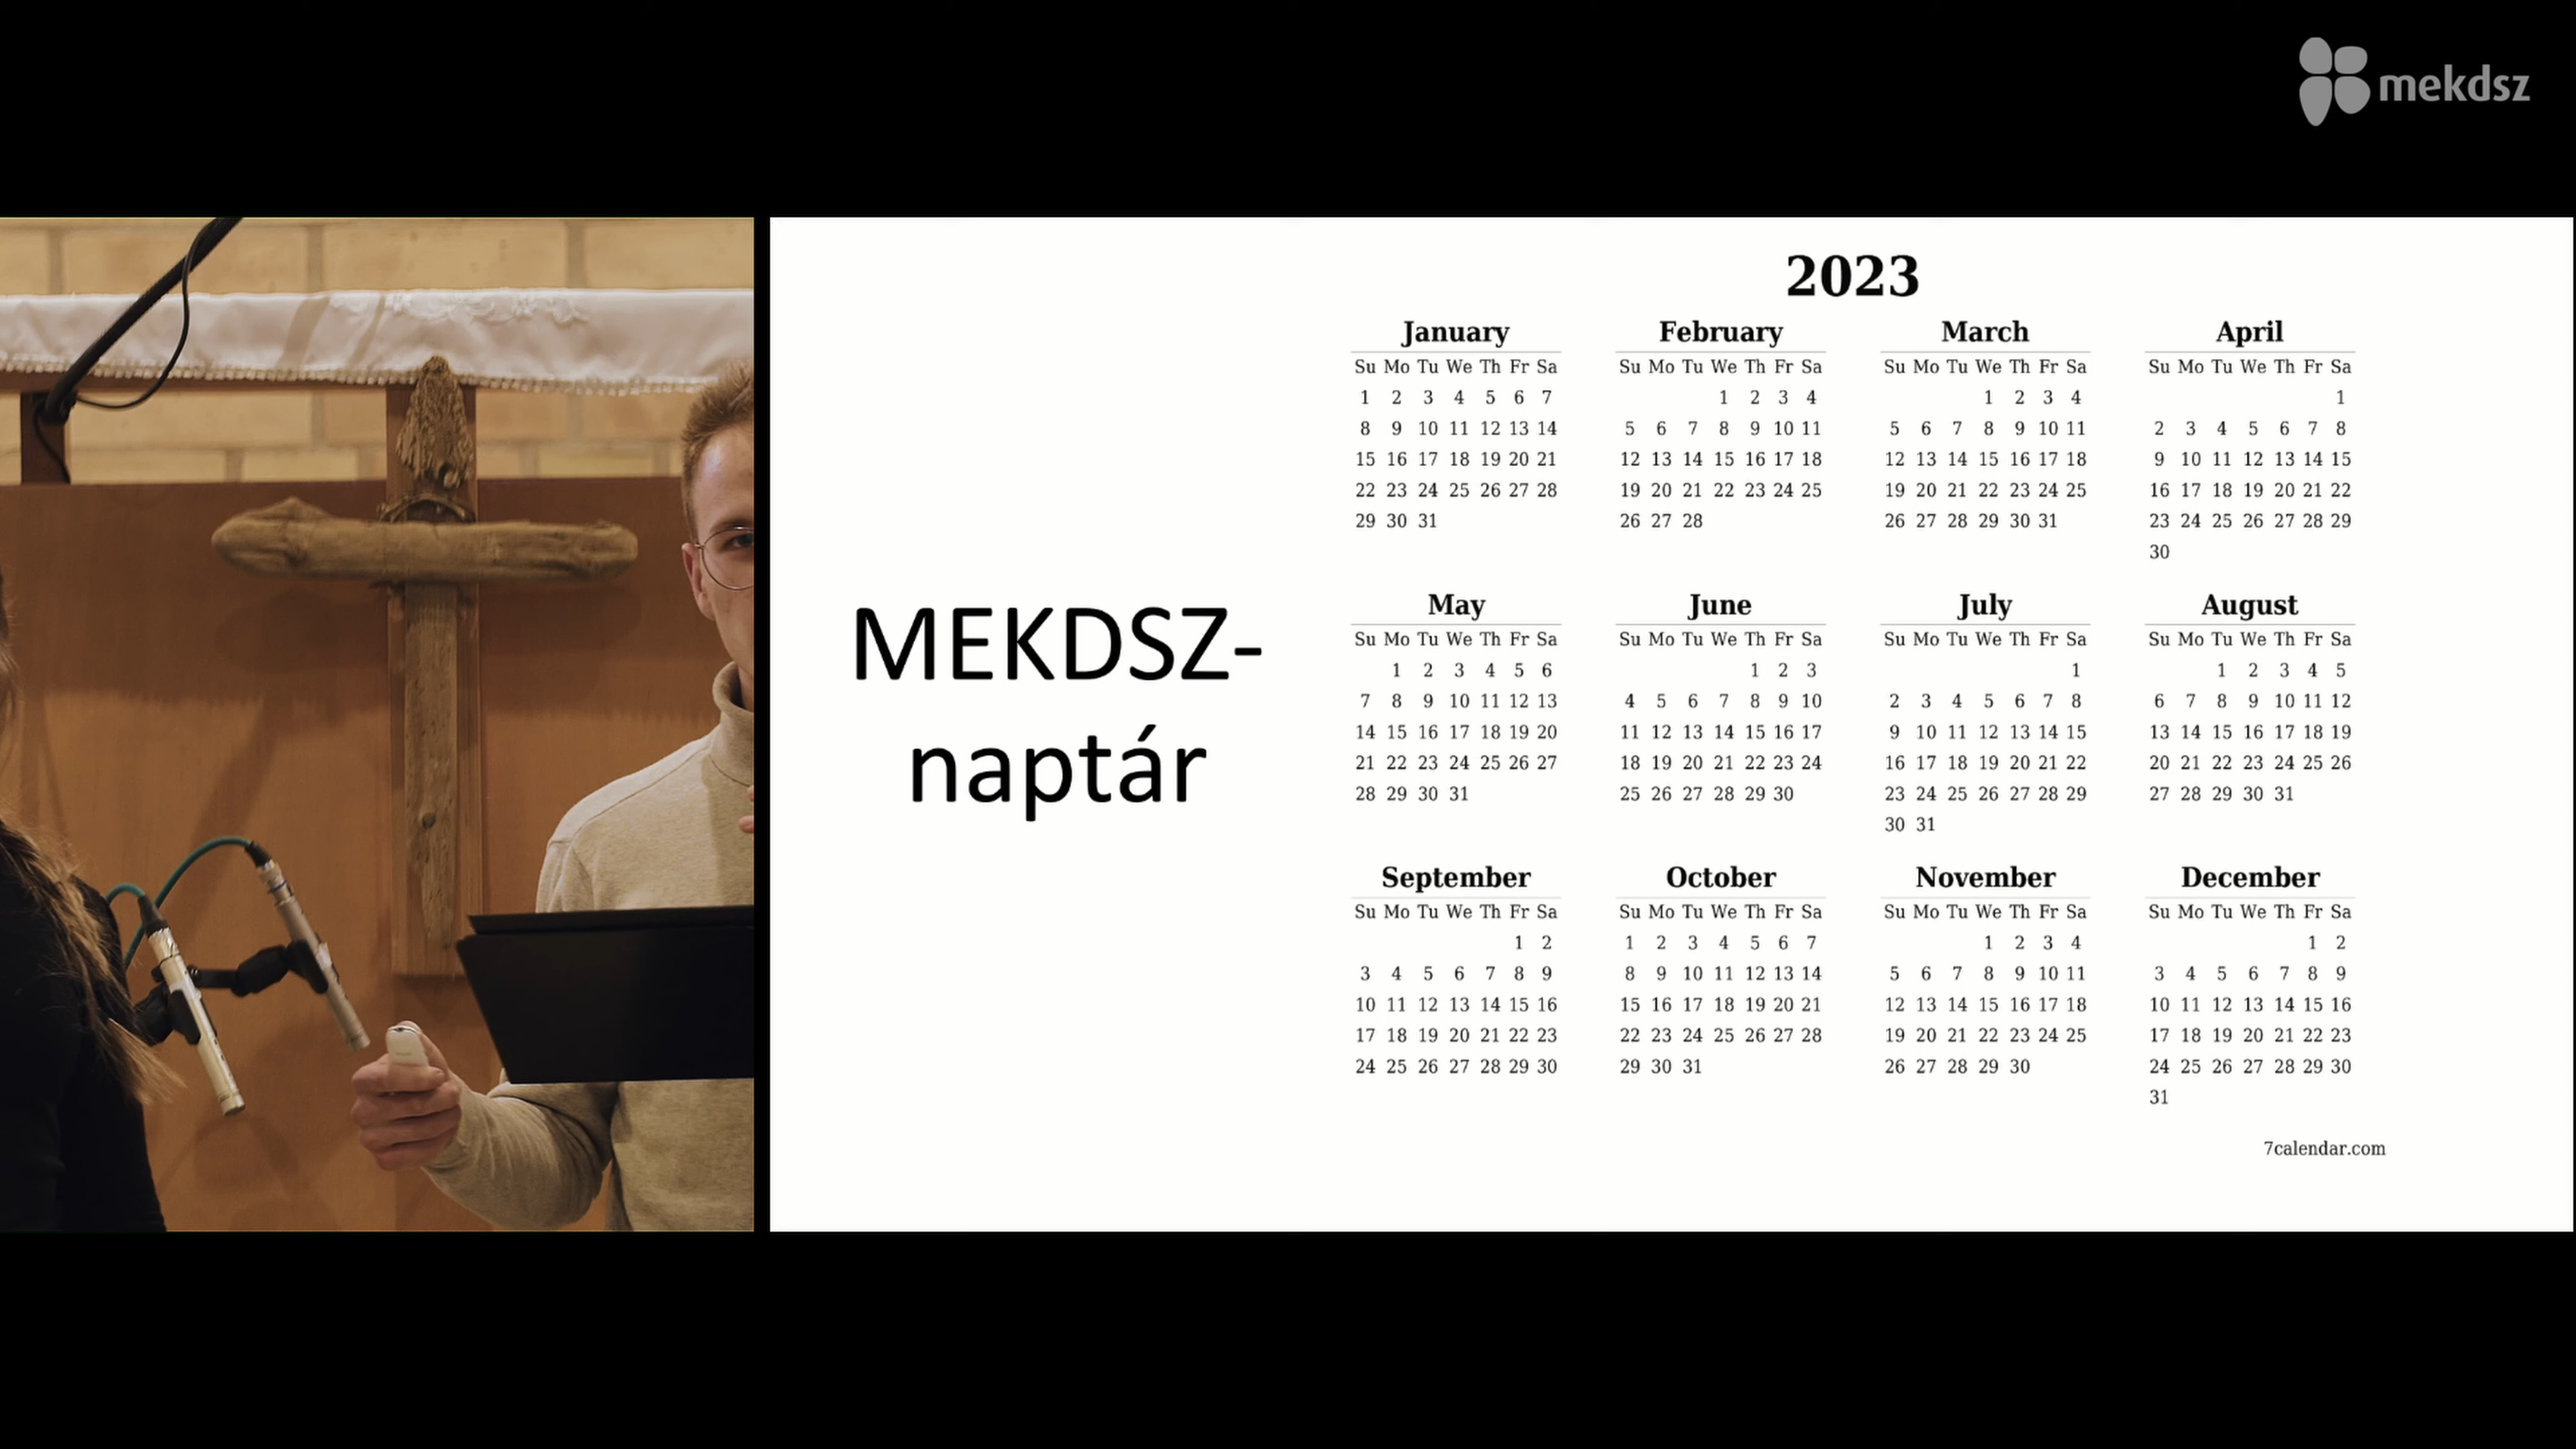 mekdsz
MEKDSZ-
naptár
2023
January
Su Mo Tu We Th Fr Sa
1 2 3 4 5 6 7
8 9 10 11 12 13 14
15 16 17 18 19 20 21
22 23 24 25 26 27 28
29 30 31
February
Su Mo Tu We Th Fr Sa
1 2 3 4
5 6 7 8 9 10 11
12 13 14 15 16 17 18
19 20 21 22 23 24 25
26 27 28
March
Su Mo Tu We Th Fr Sa
1 2 3 4
5 6 7 8 9 10 11
12 13 14 15 16 17 18
19 20 21 22 23 24 25
26 27 28 29 30 31
April
Su Mo Tu We Th Fr Sa
1
2 3 4 5 6 7 8
9 10 11 12 13 14 15
16 17 18 19 20 21 22
23 24 25 26 27 28 29
30
May
Su Mo Tu We Th Fr Sa
1 2 3 4 5 6
7 8 9 10 11 12 13
14 15 16 17 18 19 20
21 22 23 24 25 26 27
28 29 30 31
June
Su Mo Tu We Th Fr Sa
1 2 3
4 5 6 7 8 9 10
11 12 13 14 15 16 17
18 19 20 21 22 23 24
25 26 27 28 29 30
July
Su Mo Tu We Th Fr Sa
1
2 3 4 5 6 7 8
9 10 11 12 13 14 15
16 17 18 19 20 21 22
23 24 25 26 27 28 29
30 31
August
Su Mo Tu We Th Fr Sa
1 2 3 4 5
6 7 8 9 10 11 12
13 14 15 16 17 18 19
20 21 22 23 24 25 26
27 28 29 30 31
September
Su Mo Tu We Th Fr Sa
1 2
3 4 5 6 7 8 9
10 11 12 13 14 15 16
17 18 19 20 21 22 23
24 25 26 27 28 29 30
October
Su Mo Tu We Th Fr Sa
1 2 3 4 5 6 7
8 9 10 11 12 13 14
15 16 17 18 19 20 21
22 23 24 25 26 27 28
29 30 31
November
Su Mo Tu We Th Fr Sa
1 2 3 4
5 6 7 8 9 10 11
12 13 14 15 16 17 18
19 20 21 22 23 24 25
26 27 28 29 30
December
Su Mo Tu We Th Fr Sa
1 2
3 4 5 6 7 8 9
10 11 12 13 14 15 16
17 18 19 20 21 22 23
24 25 26 27 28 29 30
31
7calendar.com